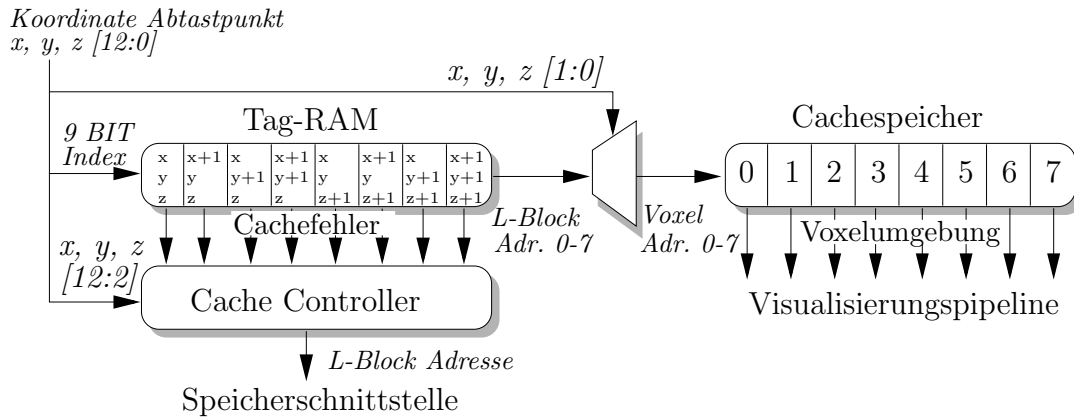 Koordinate Abtastpunkt
x, y, z [12:0]
x, y, z [1:0]
9 BIT
Index
Tag-RAM
Cachespeicher
x x+1 x x+1 x x+1 x x+1
y y y+1 y+1 y y y+1 y+1
z z z z z+1 z+1 z+1 z+1
0 1 2 3 4 5 6 7
Cachefehler
L-Block
Adr. 0-7
Voxel
Adr. 0-7
Voxelumgebung
x, y, z
[12:2]
Cache Controller
Visualisierungspipeline
L-Block Adresse
Speicherschnittstelle